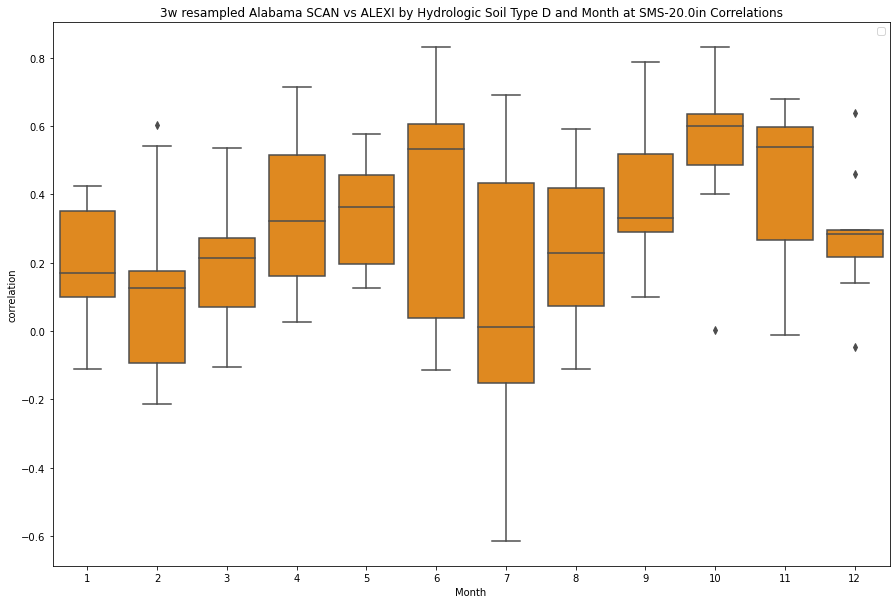 3w resampled Alabama SCAN vs ALEXI by Hydrologic Soil Type D and Month at SMS-20.0in Correlations
0.8
0.6
0.4
0.2
0.0
−0.2
−0.4
−0.6
correlation
1 2 3 4 5 6 7 8 9 10 11 12
Month